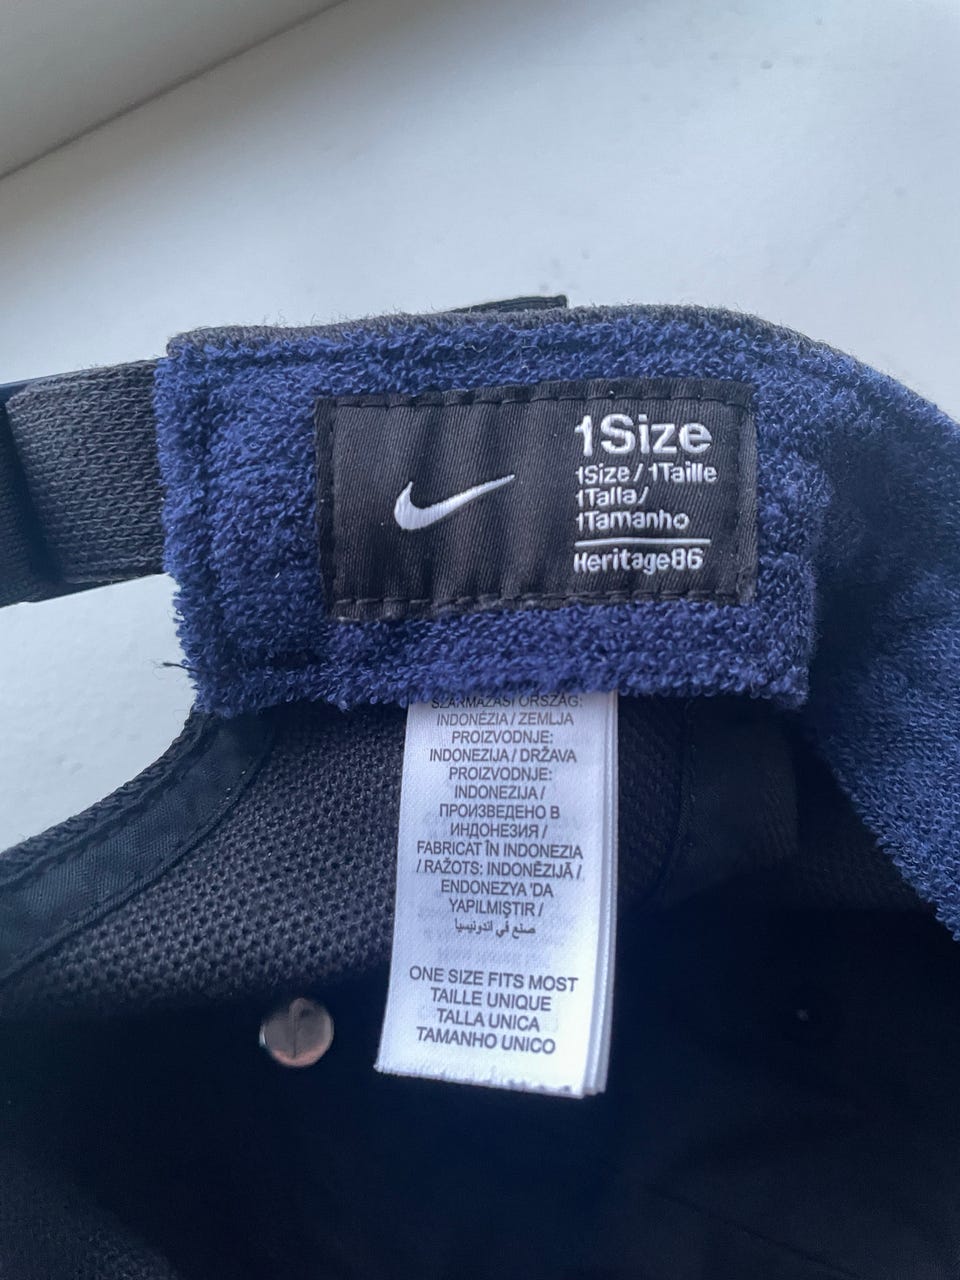 1Size
1Size / 1Taille
1Talla /
1Tamanho
Heritage86
SZÁRMAZÁSI ORSZÁG:
INDONÉZIA / ZEMLJA
PROIZVODNJE:
INDONEZIJA / DRŽAVA
PROIZVODNJE:
INDONEZIJA /
ПРОИЗВЕДЕНО В
ИНДОНЕЗИЯ /
FABRICAT ÎN INDONEZIA
/ RAŽOTS: INDONĒZIJĀ /
ENDONEZYA 'DA
YAPILMIŞTIR /
صنع في اندونيسيا
ONE SIZE FITS MOST
TAILLE UNIQUE
TALLA UNICA
TAMANHO UNICO